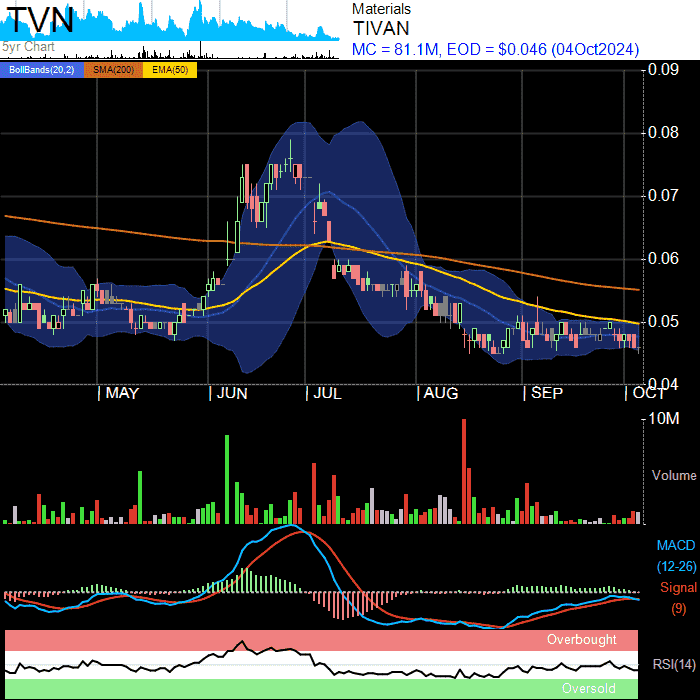 TVN
5yr Chart
Materials
TIVAN
MC = 81.1M, EOD = $0.046 (04Oct2024)
BollBands(20,2) SMA(200) EMA(50)
0.09
0.08
0.07
0.06
0.05
0.04
MAY JUN JUL AUG SEP OCT
10M
Volume
MACD
(12-26)
Signal
(9)
Overbought
RSI(14)
Oversold